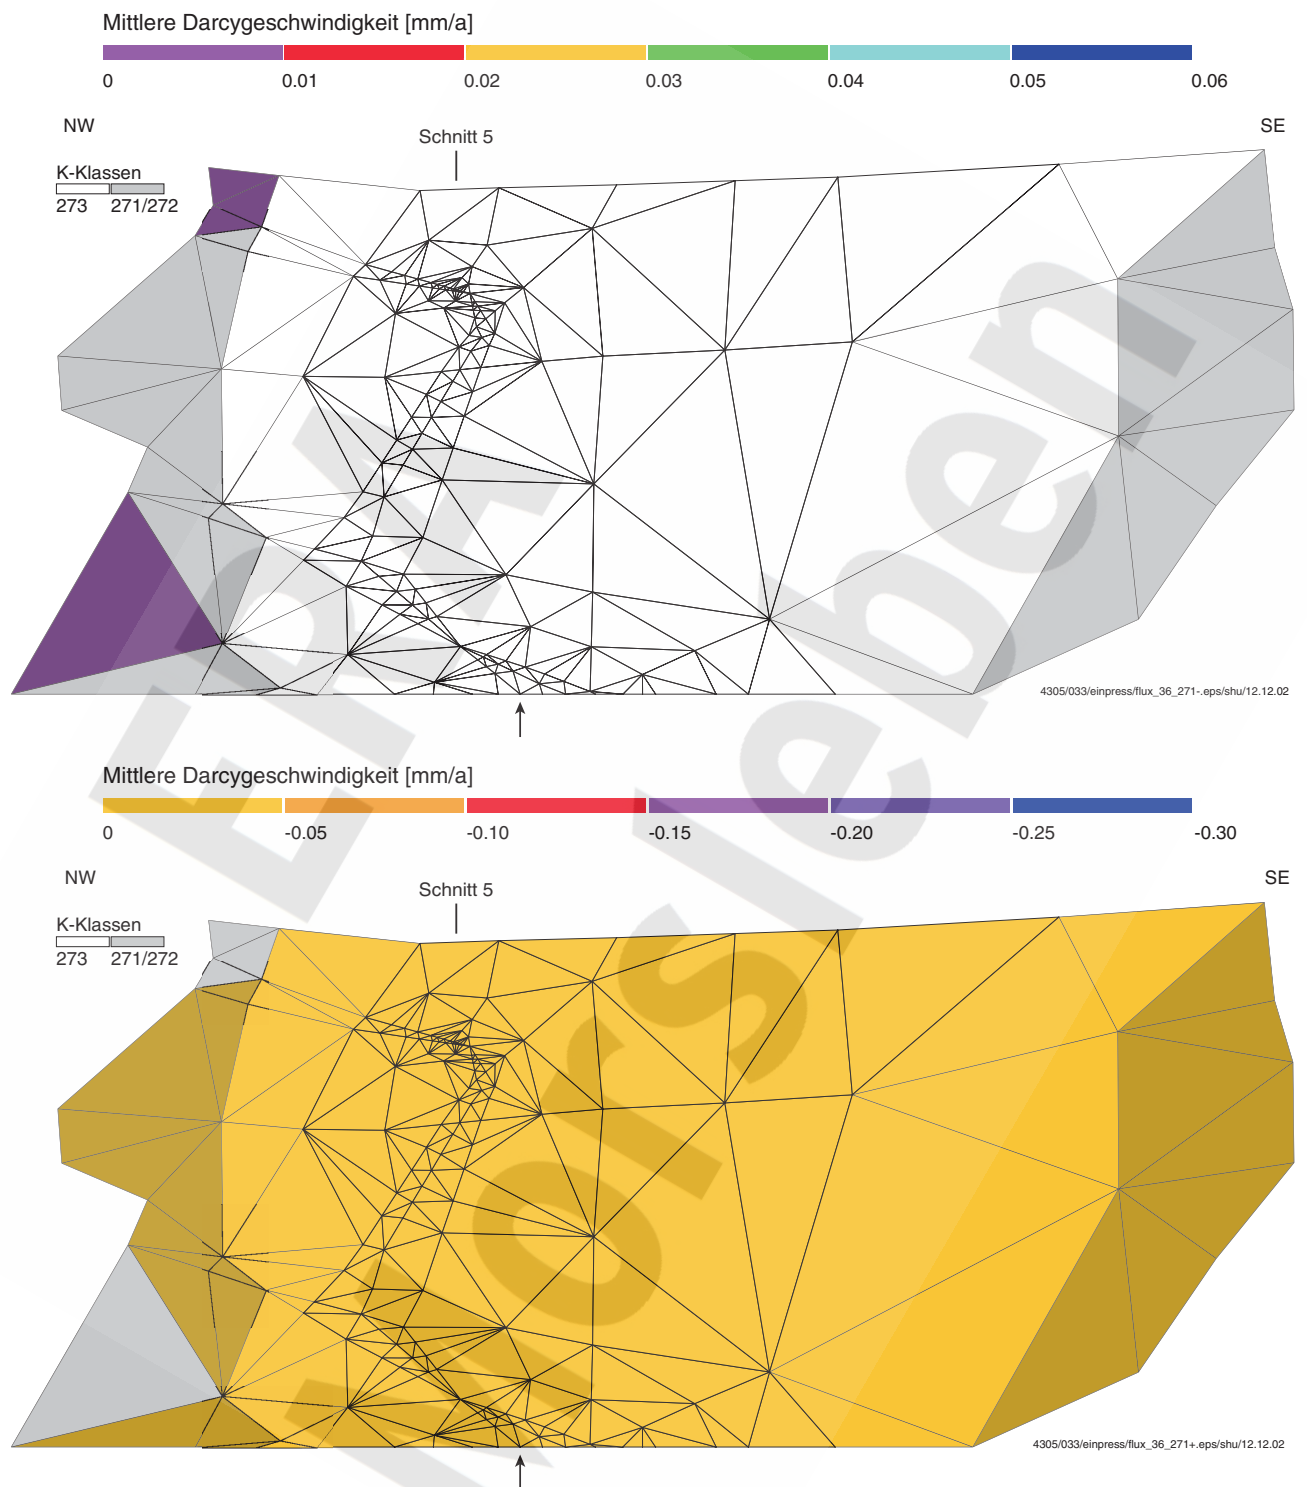 Mittlere Darcygeschwindigkeit [mm/a]
0 0.01 0.02 0.03 0.04 0.05 0.06
NW SE
Schnitt 5
K-Klassen
273 271/272
4305/033/einpress/flux_36_271-.eps/shu/12.12.02
Mittlere Darcygeschwindigkeit [mm/a]
0 -0.05 -0.10 -0.15 -0.20 -0.25 -0.30
NW SE
Schnitt 5
K-Klassen
273 271/272
4305/033/einpress/flux_36_271+.eps/shu/12.12.02
ERA
Morsleben